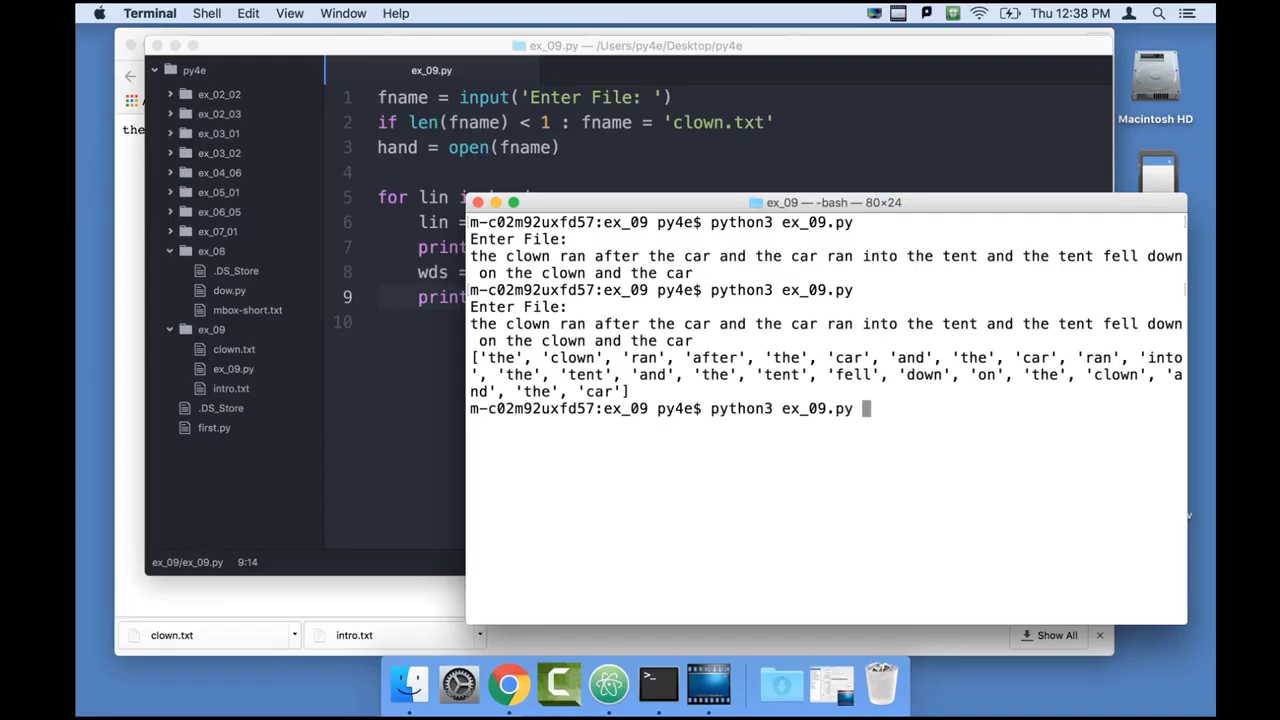 Terminal Shell Edit View Window Help Thu 12:38 PM
ex_09.py — /Users/py4e/Desktop/py4e
py4e
ex_09.py
ex_02_02
ex_02_03
ex_03_01
ex_03_02
ex_04_06
ex_05_01
ex_06_05
ex_07_01
ex_08
.DS_Store
dow.py
mbox-short.txt
ex_09
clown.txt
ex_09.py
intro.txt
.DS_Store
first.py
the
1 fname = input('Enter File: ')
2 if len(fname) < 1 : fname = 'clown.txt'
3 hand = open(fname)
4
5 for lin
6 lin =
7 print
8 wds =
9 print
10
ex_09/ex_09.py 9:14
ex_09 — -bash — 80×24
m-c02m92uxfd57:ex_09 py4e$ python3 ex_09.py
Enter File:
the clown ran after the car and the car ran into the tent and the tent fell down
 on the clown and the car
m-c02m92uxfd57:ex_09 py4e$ python3 ex_09.py
Enter File:
the clown ran after the car and the car ran into the tent and the tent fell down
 on the clown and the car
['the', 'clown', 'ran', 'after', 'the', 'car', 'and', 'the', 'car', 'ran', 'into
', 'the', 'tent', 'and', 'the', 'tent', 'fell', 'down', 'on', 'the', 'clown', 'a
nd', 'the', 'car']
m-c02m92uxfd57:ex_09 py4e$ python3 ex_09.py
Macintosh HD
clown.txt
intro.txt
Show All